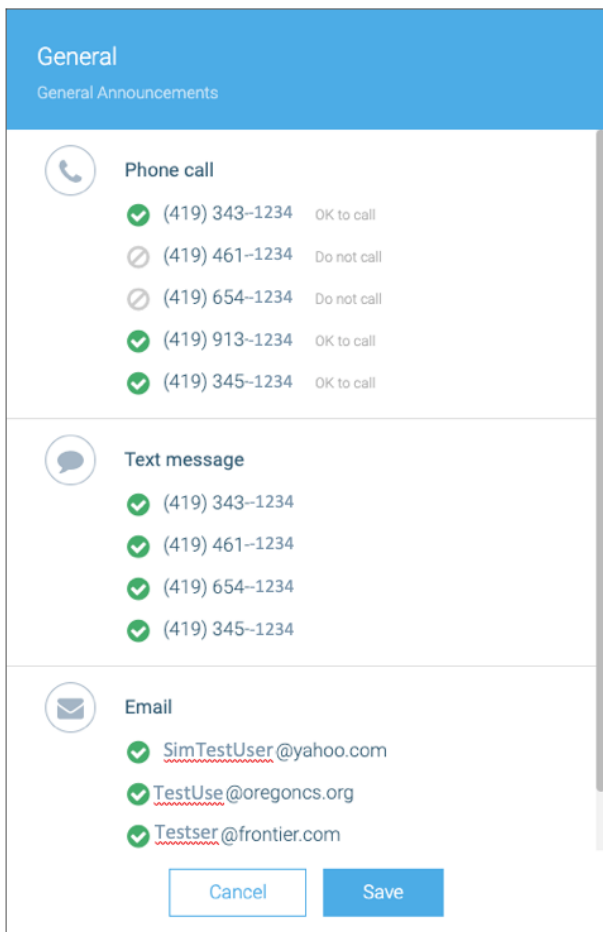 General
General Announcements
Phone call
(419) 343--1234 OK to call
(419) 461--1234 Do not call
(419) 654--1234 Do not call
(419) 913--1234 OK to call
(419) 345--1234 OK to call
Text message
(419) 343--1234
(419) 461--1234
(419) 654--1234
(419) 345--1234
Email
SimTestUser@yahoo.com
TestUse@oregoncs.org
Testser@frontier.com
Cancel Save